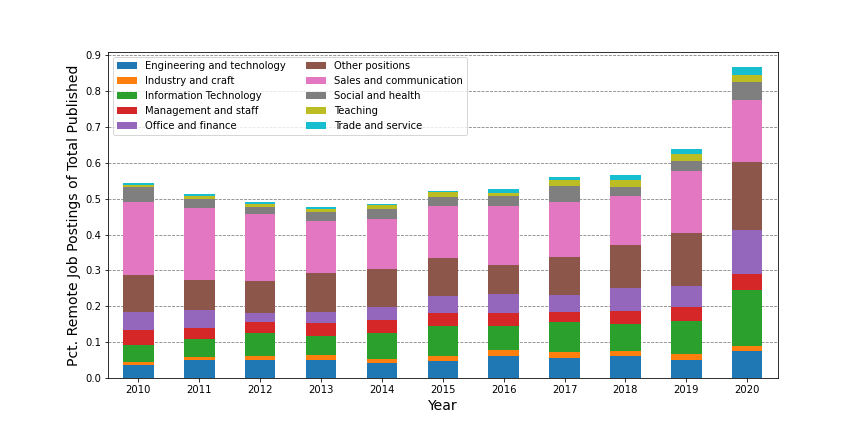 Pct. Remote Job Postings of Total Published
0.9
0.8
0.7
0.6
0.5
0.4
0.3
0.2
0.1
0.0
Engineering and technology
Industry and craft
Information Technology
Management and staff
Office and finance
Other positions
Sales and communication
Social and health
Teaching
Trade and service
2010 2011 2012 2013 2014 2015 2016 2017 2018 2019 2020
Year